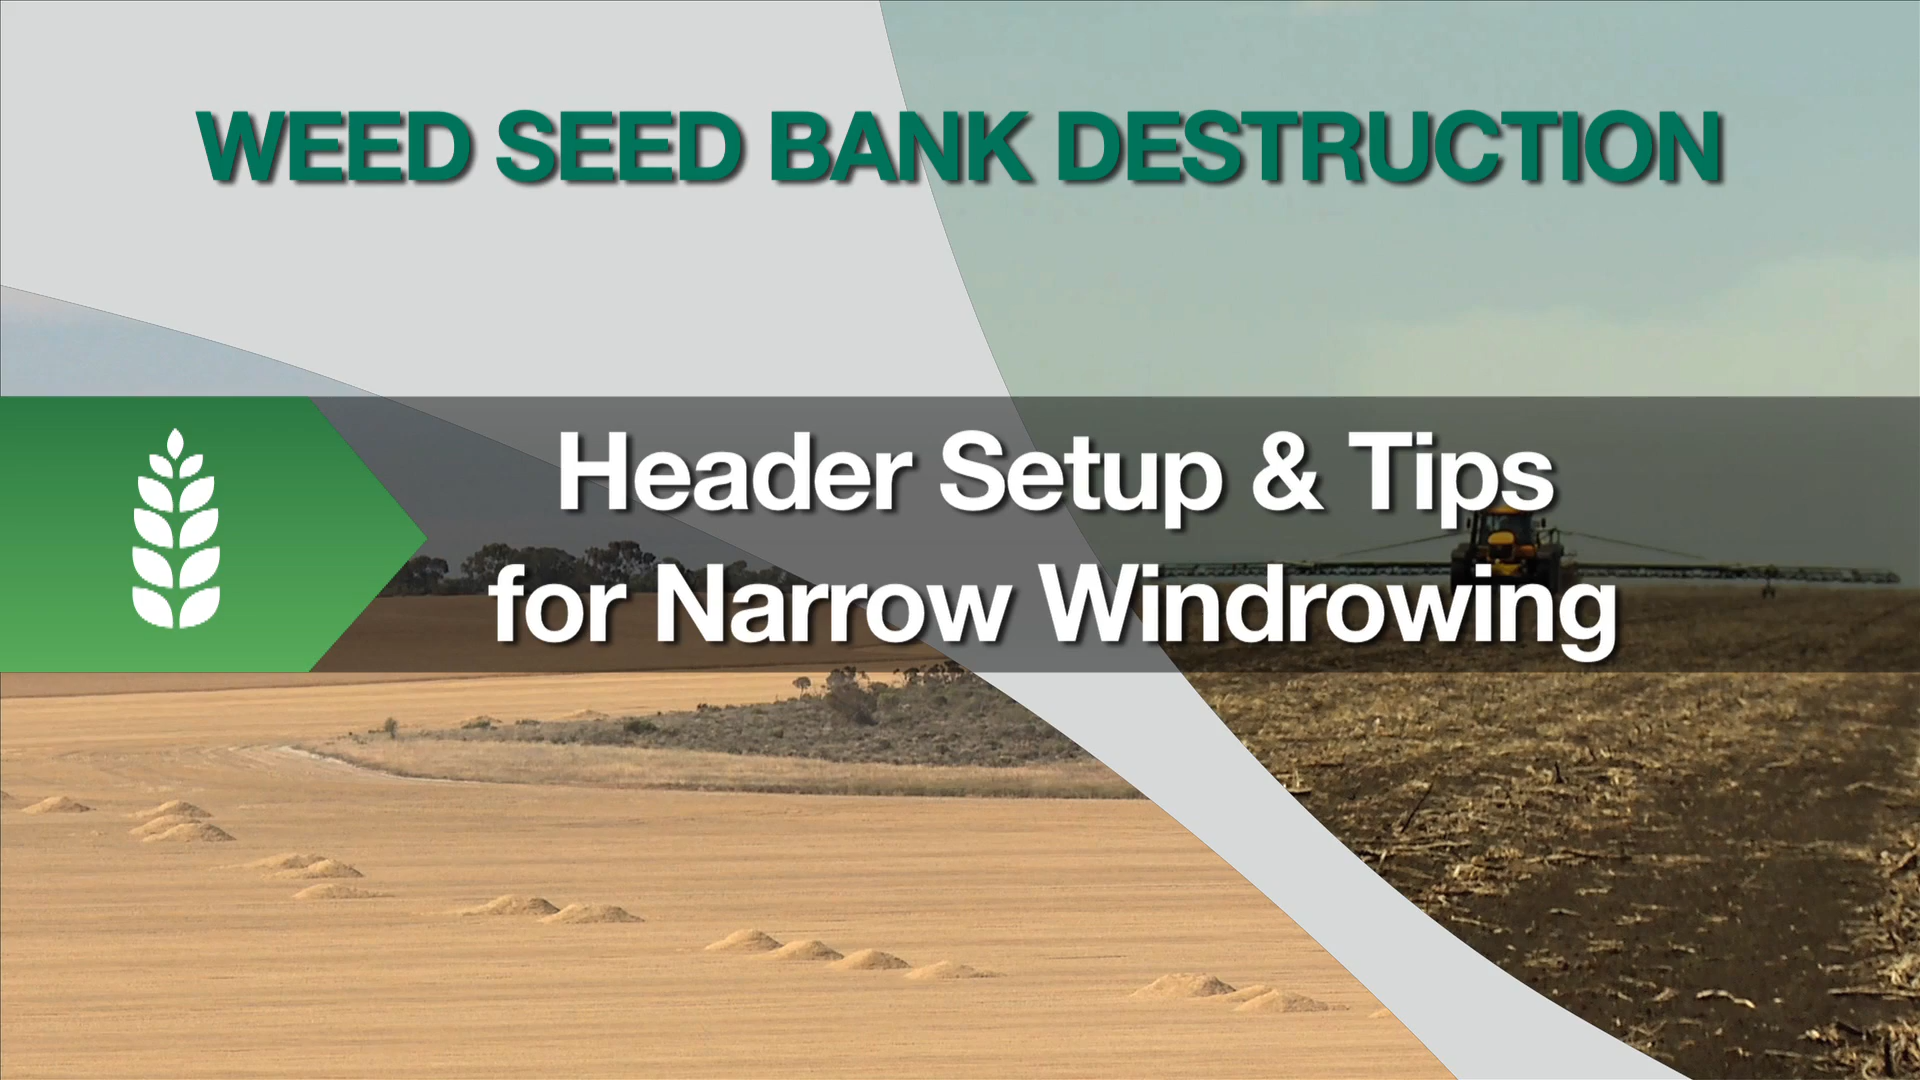 WEED SEED BANK DESTRUCTION
Header Setup & Tips
for Narrow Windrowing